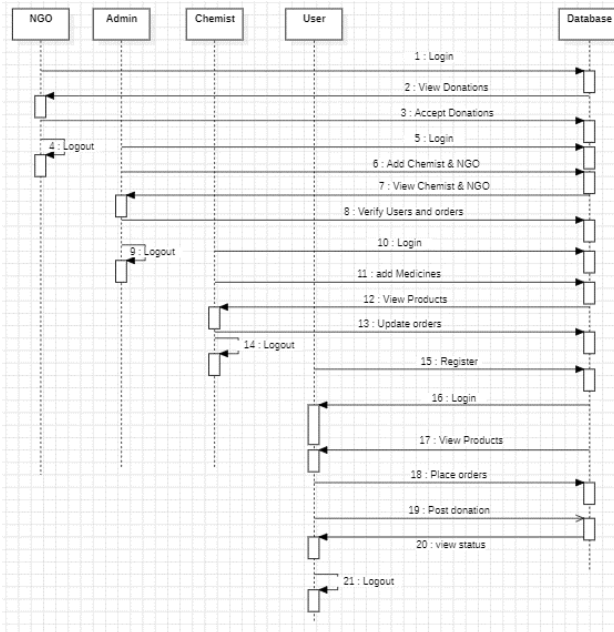 NGO
Admin
Chemist
User
Database
1 : Login
2 : View Donations
3 : Accept Donations
4 : Logout
5 : Login
6 : Add Chemist & NGO
7 : View Chemist & NGO
8 : Verify Users and orders
9 : Logout
10 : Login
11 : add Medicines
12 : View Products
13 : Update orders
14 : Logout
15 : Register
16 : Login
17 : View Products
18 : Place orders
19 : Post donation
20 : view status
21 : Logout